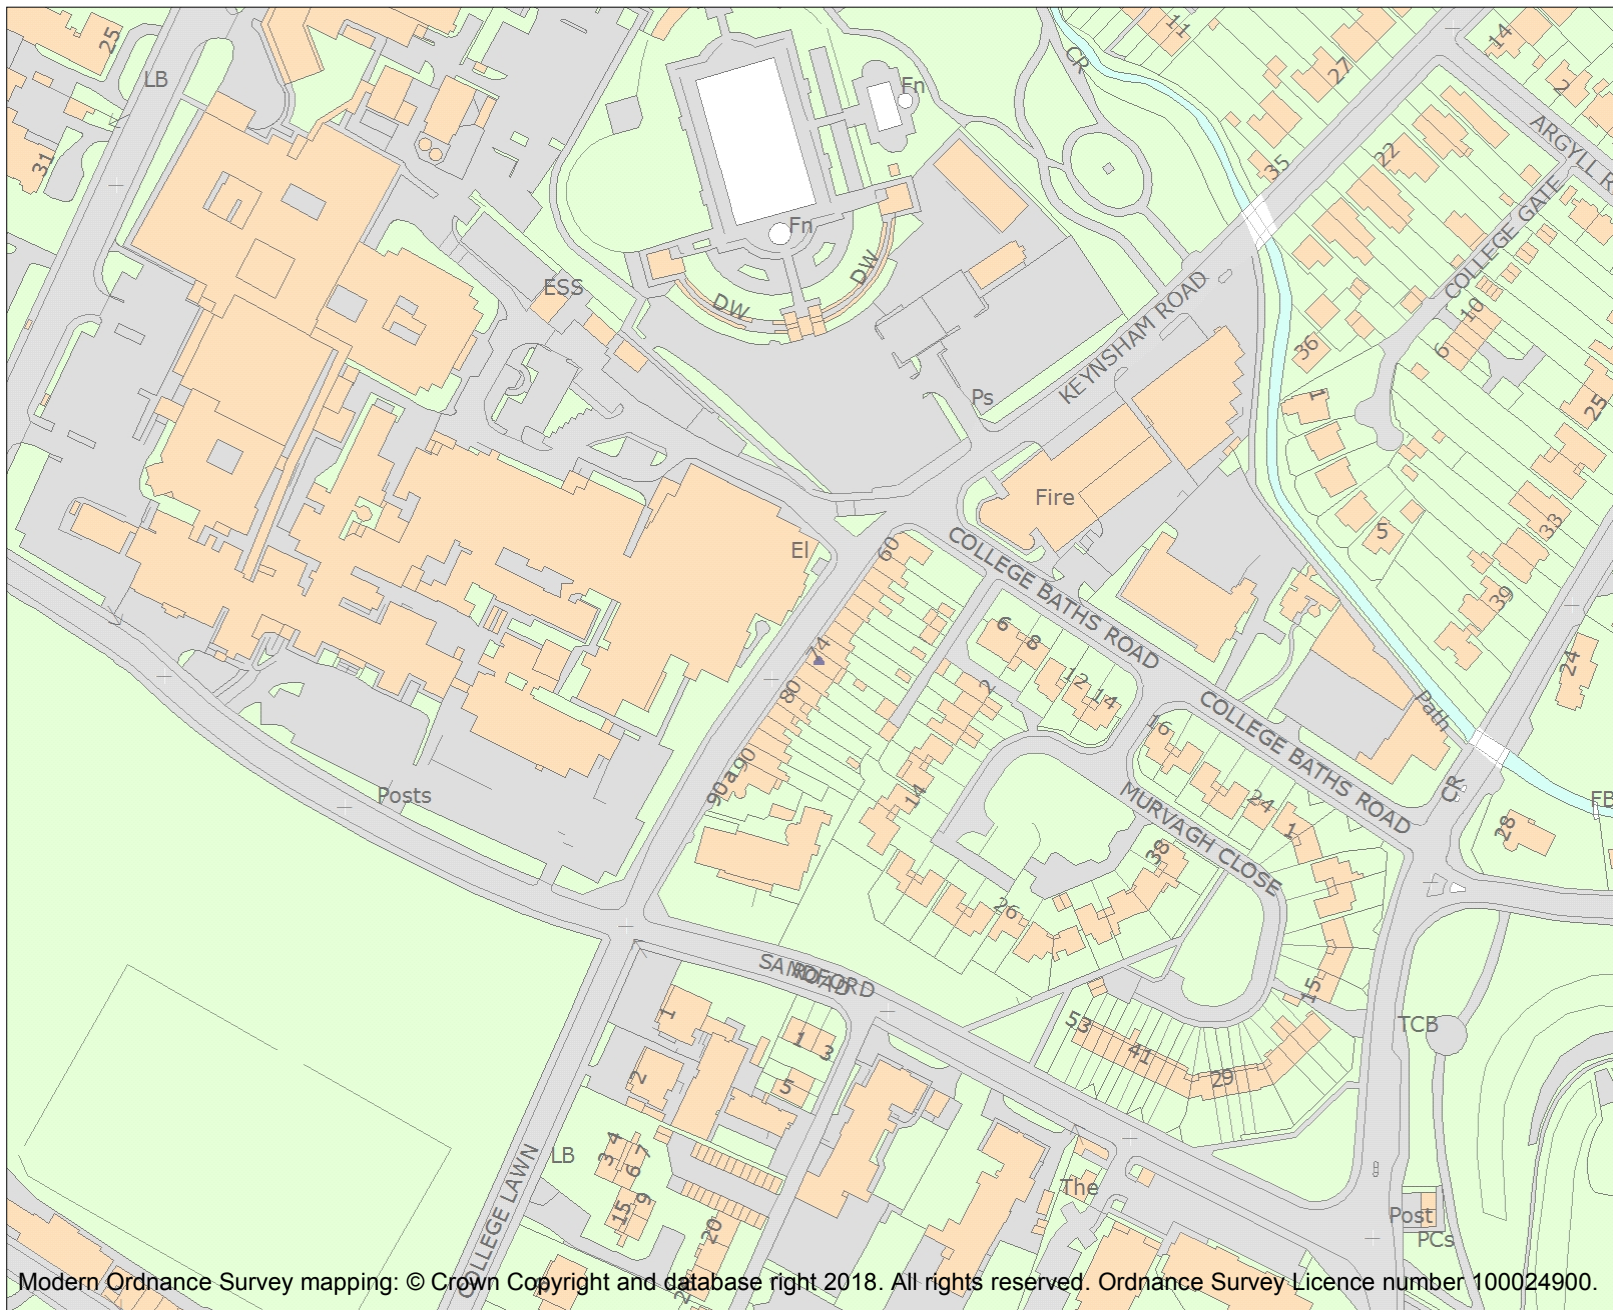 25
LB
31
11
CR
27
14
2
ARGYLL R
Fn
35
22
COLLEGE GATE
Fn
DW
DW
ESS
KEYNSHAM ROAD
10
6
36
1
25
Ps
Fire
5
33
El
60
COLLEGE BATHS ROAD
39
74
80
6
8
12
14
2
24
16
COLLEGE BATHS ROAD
Path
90
90a
14
MURVAGH CLOSE
24
1
CR
28
FB
Posts
38
26
SANDFORD
ROAD
15
1
1
3
53
41
29
TCB
2
5
LB
4
3
7
6
9
15
20
COLLEGE LAWN
The
Post
PCs
Modern Ordnance Survey mapping: © Crown Copyright and database right 2018. All rights reserved. Ordnance Survey Licence number 100024900.